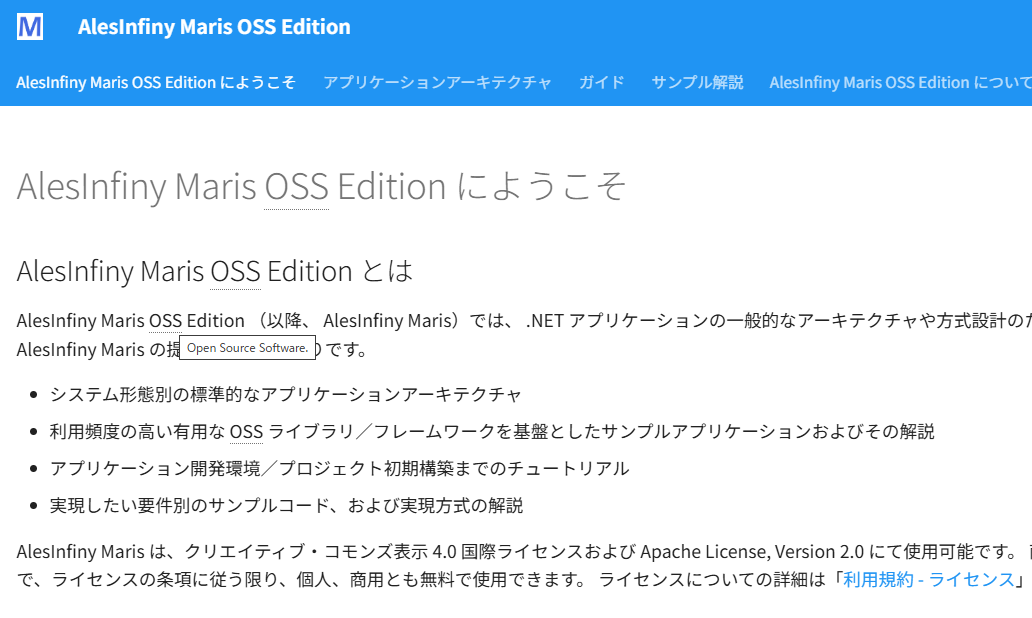 M AlesInfiny Maris OSS Edition
AlesInfiny Maris OSS Edition にようこそ アプリケーションアーキテクチャ ガイド サンプル解説 AlesInfiny Maris OSS Edition について
AlesInfiny Maris OSS Edition にようこそ
AlesInfiny Maris OSS Edition とは
AlesInfiny Maris OSS Edition （以降、 AlesInfiny Maris）では、 .NET アプリケーションの一般的なアーキテクチャや方式設計の
AlesInfiny Maris の提 Open Source Software. です。
システム形態別の標準的なアプリケーションアーキテクチャ
利用頻度の高い有用な OSS ライブラリ／フレームワークを基盤としたサンプルアプリケーションおよびその解説
アプリケーション開発環境／プロジェクト初期構築までのチュートリアル
実現したい要件別のサンプルコード、および実現方式の解説
AlesInfiny Maris は、クリエイティブ・コモンズ表示 4.0 国際ライセンスおよび Apache License, Version 2.0 にて使用可能です。
で、ライセンスの条項に従う限り、個人、商用とも無料で使用できます。 ライセンスについての詳細は「利用規約 - ライセンス」